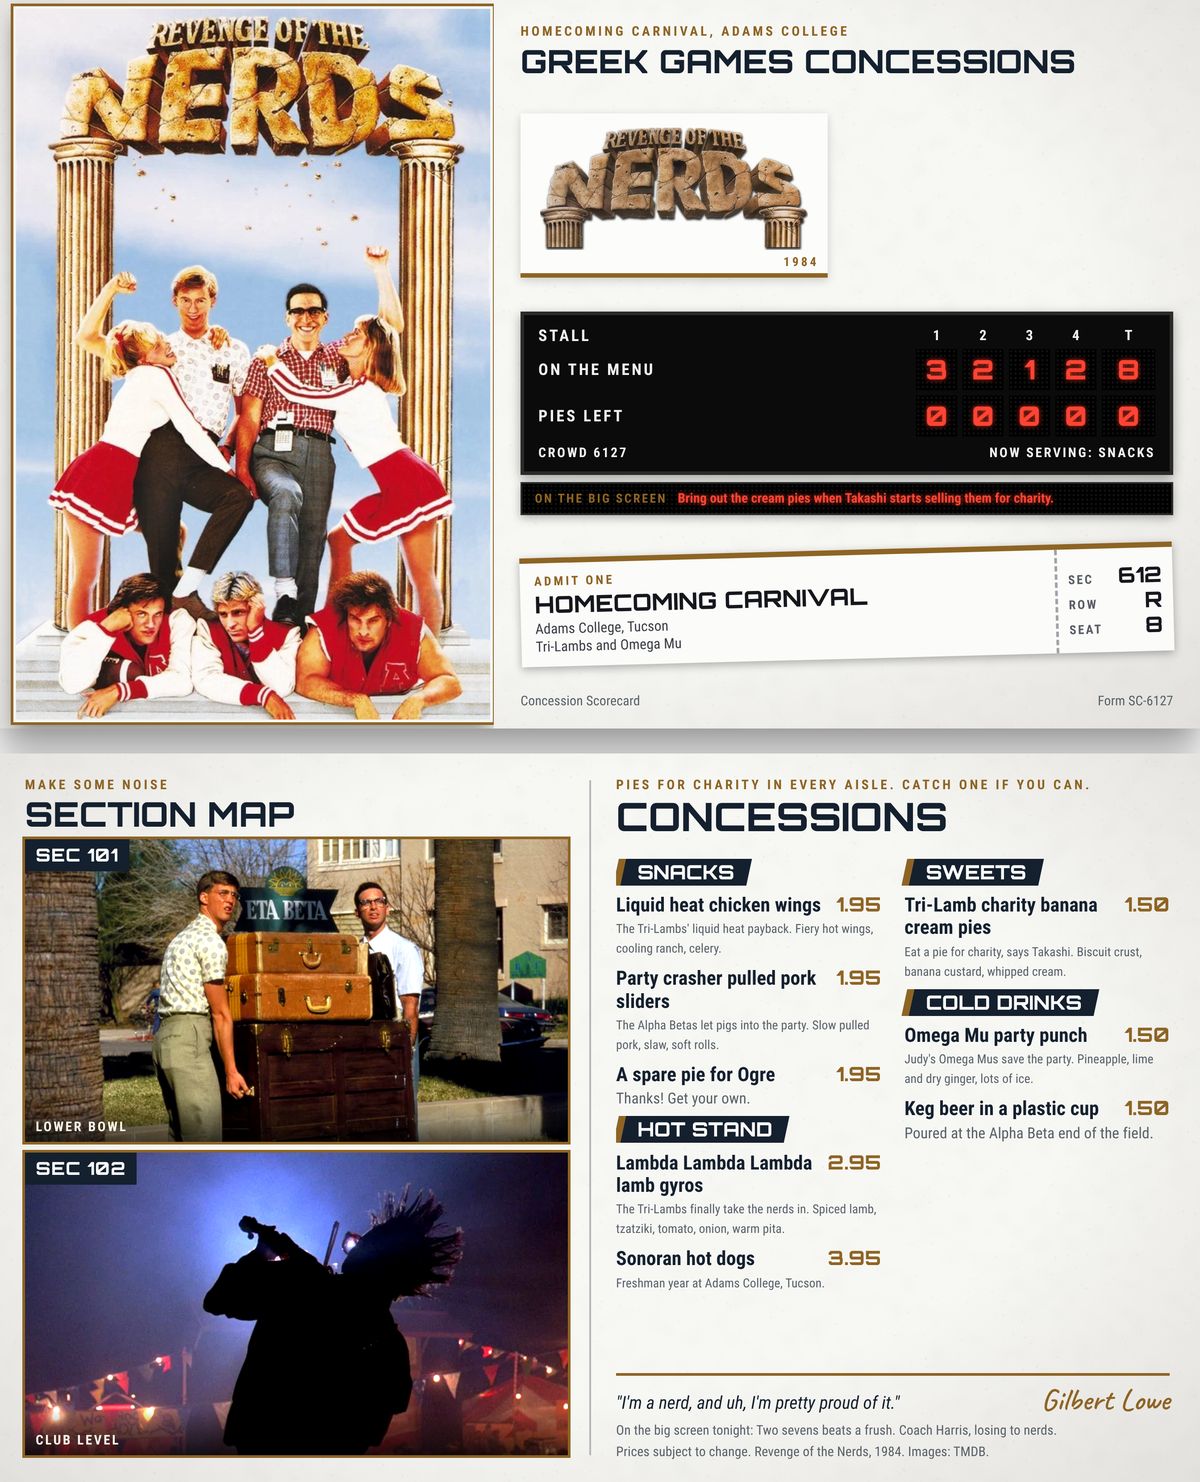 REVENGE OF THE
NERDS
A
HOMECOMING CARNIVAL, ADAMS COLLEGE
GREEK GAMES CONCESSIONS
REVENGE OF THE
NERDS
1984
STALL 1 2 3 4 T
ON THE MENU 3 2 1 2 8
PIES LEFT 0 0 0 0 0
CROWD 6127 NOW SERVING: SNACKS
ON THE BIG SCREEN Bring out the cream pies when Takashi starts selling them for charity.
ADMIT ONE
HOMECOMING CARNIVAL
Adams College, Tucson
Tri-Lambs and Omega Mu
SEC 612
ROW R
SEAT 8
Concession Scorecard Form SC-6127
MAKE SOME NOISE
SECTION MAP
SEC 101
ETA BETA
LOWER BOWL
SEC 102
CLUB LEVEL
PIES FOR CHARITY IN EVERY AISLE. CATCH ONE IF YOU CAN.
CONCESSIONS
SNACKS
Liquid heat chicken wings 1.95
The Tri-Lambs' liquid heat payback. Fiery hot wings,
cooling ranch, celery.
Party crasher pulled pork 1.95
sliders
The Alpha Betas let pigs into the party. Slow pulled
pork, slaw, soft rolls.
A spare pie for Ogre 1.95
Thanks! Get your own.
HOT STAND
Lambda Lambda Lambda 2.95
lamb gyros
The Tri-Lambs finally take the nerds in. Spiced lamb,
tzatziki, tomato, onion, warm pita.
Sonoran hot dogs 3.95
Freshman year at Adams College, Tucson.
SWEETS
Tri-Lamb charity banana 1.50
cream pies
Eat a pie for charity, says Takashi. Biscuit crust,
banana custard, whipped cream.
COLD DRINKS
Omega Mu party punch 1.50
Judy's Omega Mus save the party. Pineapple, lime
and dry ginger, lots of ice.
Keg beer in a plastic cup 1.50
Poured at the Alpha Beta end of the field.
"I'm a nerd, and uh, I'm pretty proud of it." Gilbert Lowe
On the big screen tonight: Two sevens beats a frush. Coach Harris, losing to nerds.
Prices subject to change. Revenge of the Nerds, 1984. Images: TMDB.